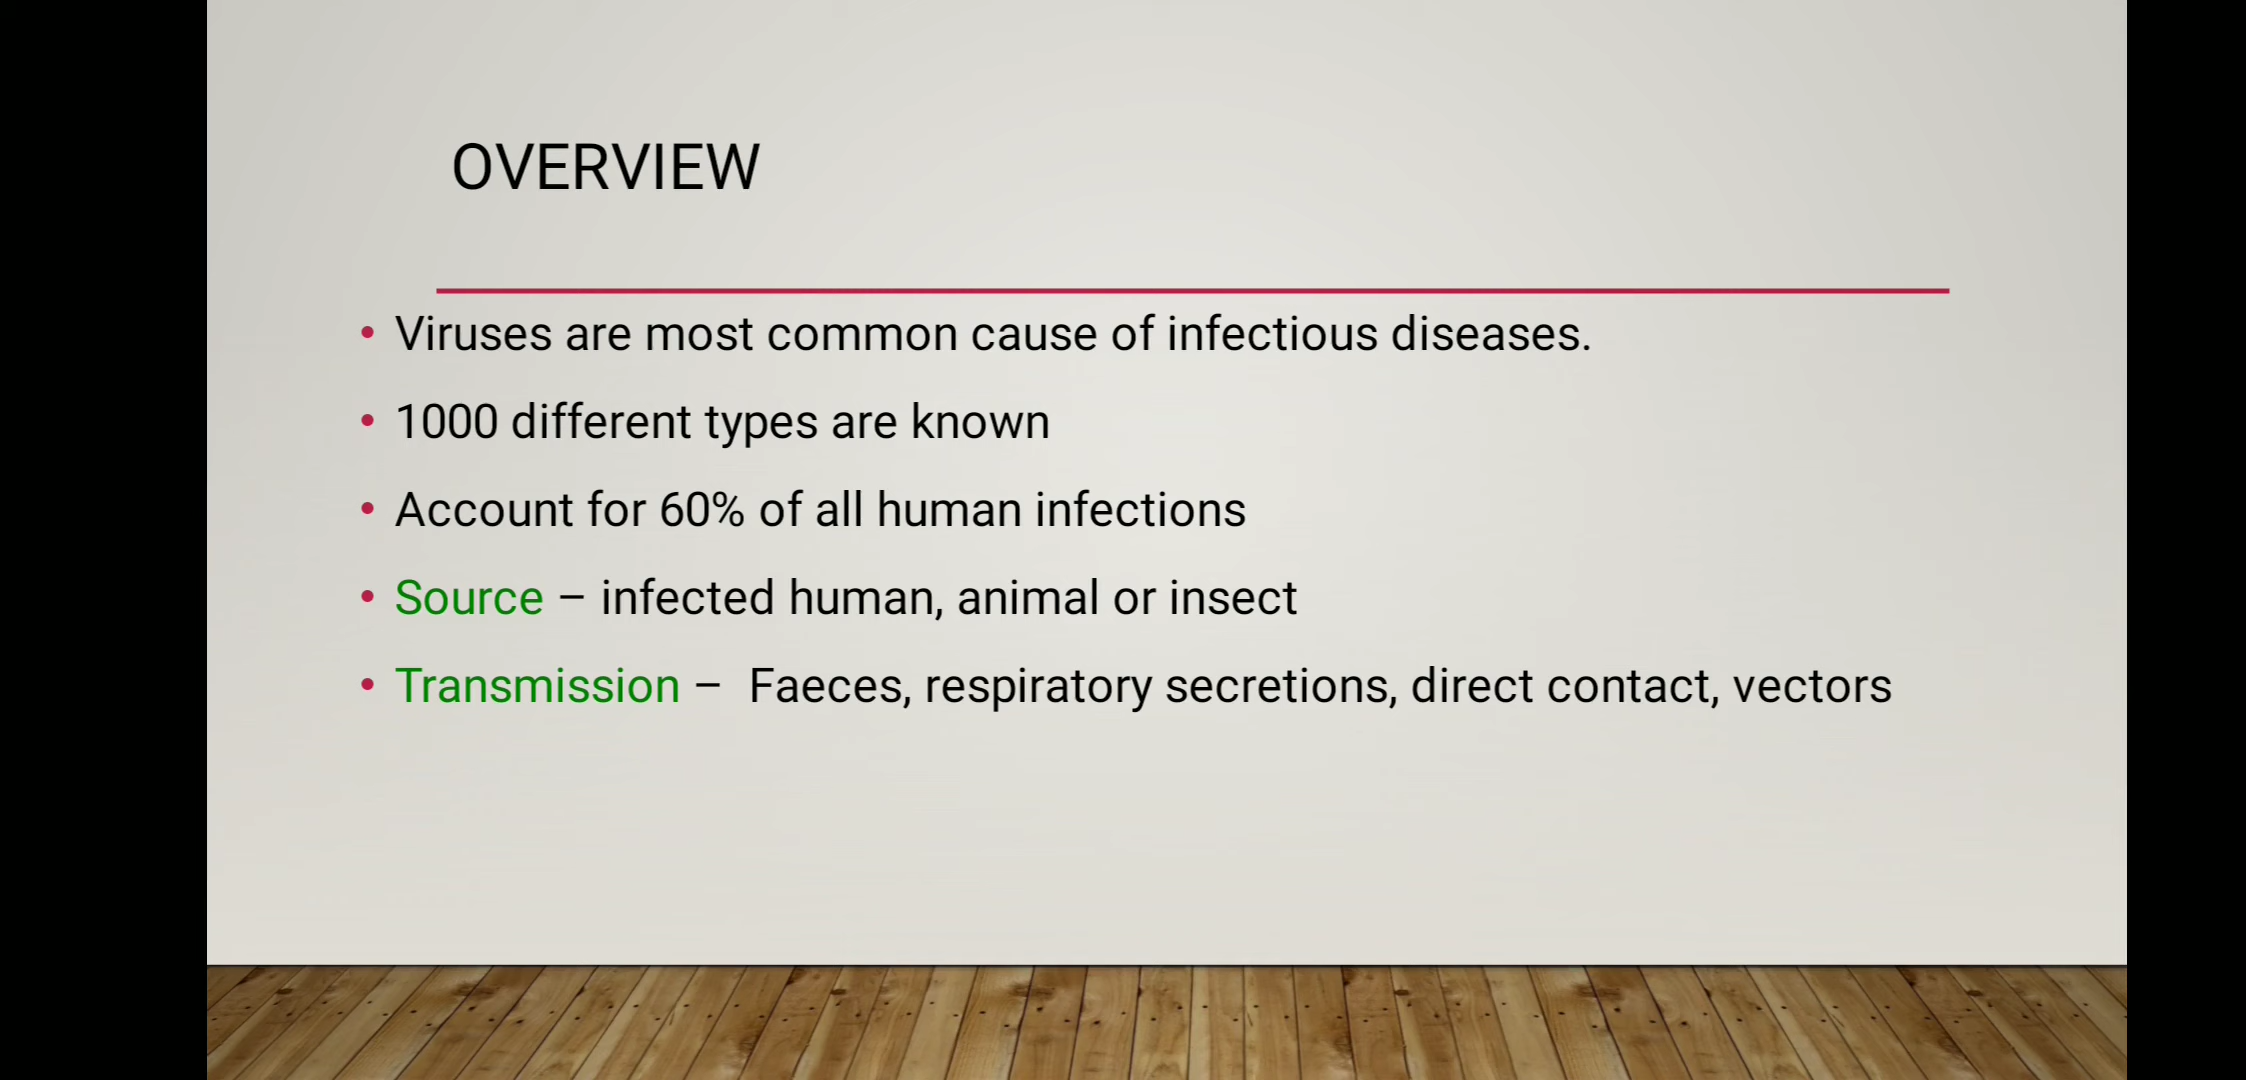 OVERVIEW
• Viruses are most common cause of infectious diseases.
• 1000 different types are known
• Account for 60% of all human infections
• Source – infected human, animal or insect
• Transmission –  Faeces, respiratory secretions, direct contact, vectors